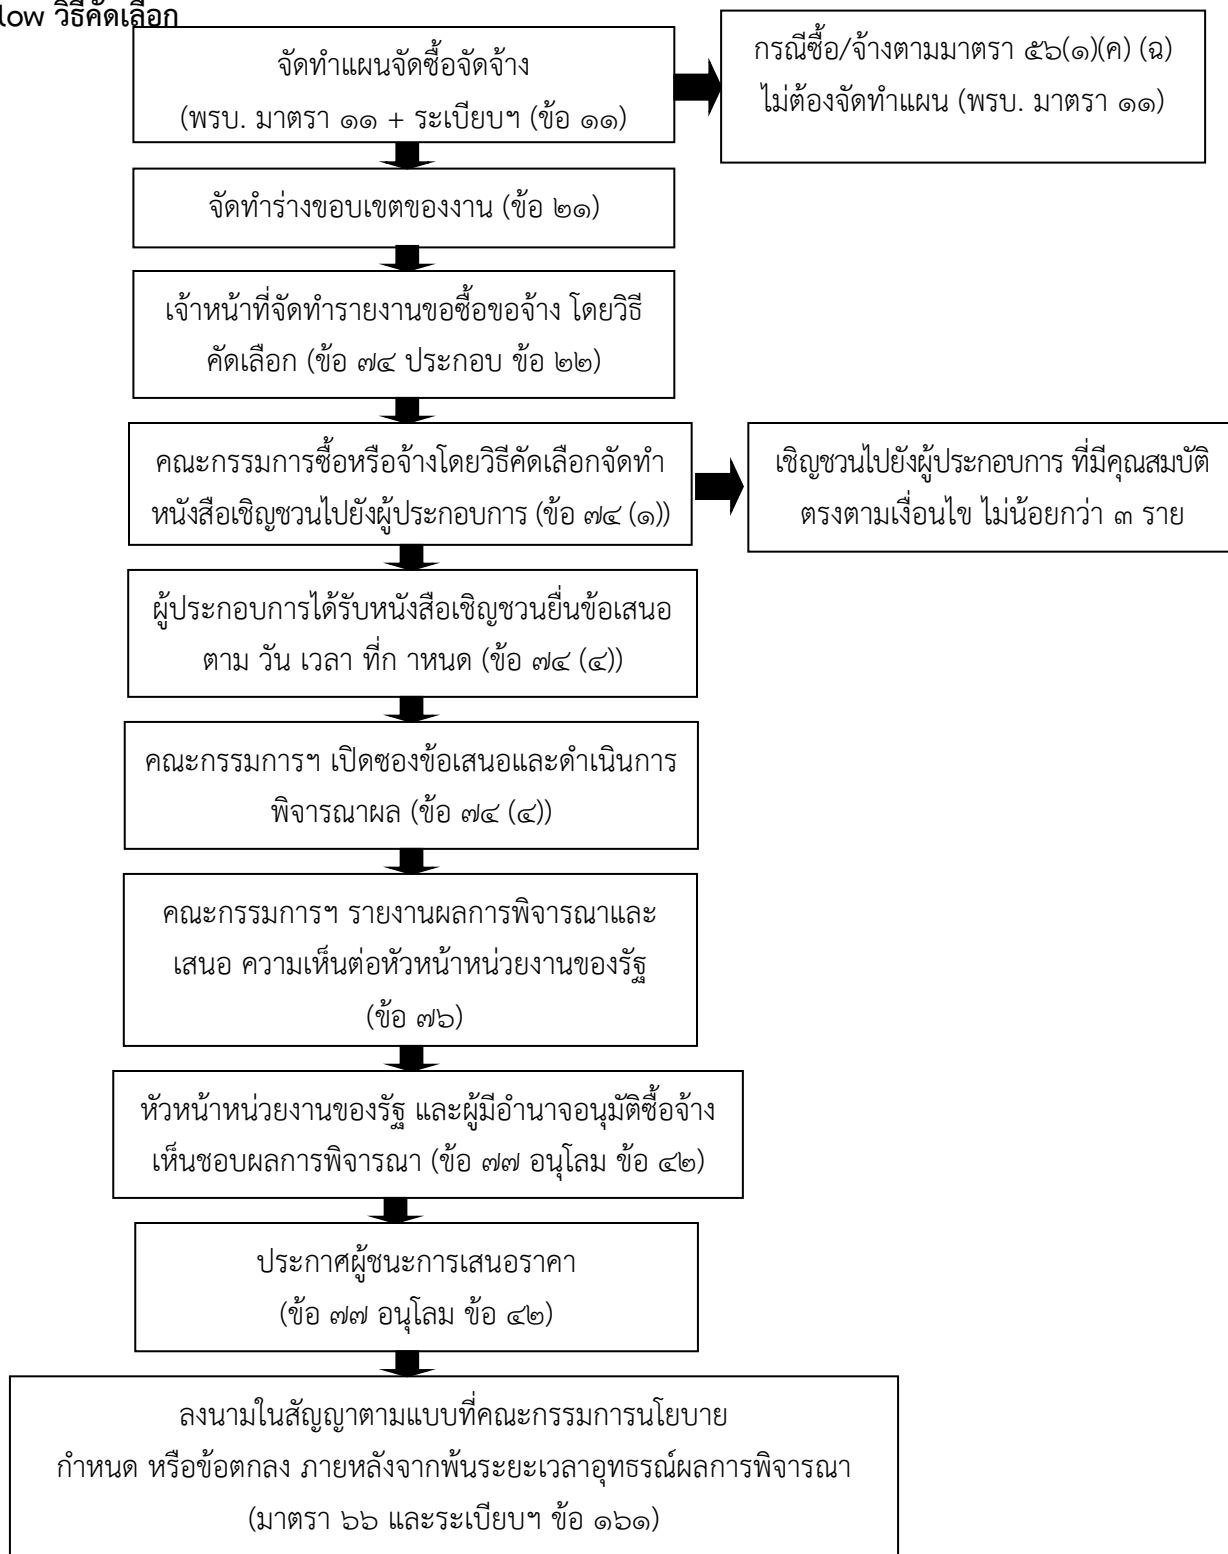 low วิธีคัดเลือก
จัดทำแผนจัดซื้อจัดจ้าง
(พรบ. มาตรา ๑๑ + ระเบียบฯ (ข้อ ๑๑)
กรณีซื้อ/จ้างตามมาตรา ๕๖(๑)(ค) (ฉ)
ไม่ต้องจัดทำแผน (พรบ. มาตรา ๑๑)
จัดทำร่างขอบเขตของงาน (ข้อ ๒๑)
เจ้าหน้าที่จัดทำรายงานขอซื้อขอจ้าง โดยวิธี
คัดเลือก (ข้อ ๗๔ ประกอบ ข้อ ๒๒)
คณะกรรมการซื้อหรือจ้างโดยวิธีคัดเลือกจัดทำ
หนังสือเชิญชวนไปยังผู้ประกอบการ (ข้อ ๗๔ (๑))
เชิญชวนไปยังผู้ประกอบการ ที่มีคุณสมบัติ
ตรงตามเงื่อนไข ไม่น้อยกว่า ๓ ราย
ผู้ประกอบการได้รับหนังสือเชิญชวนยื่นข้อเสนอ
ตาม วัน เวลา ที่ก าหนด (ข้อ ๗๔ (๔))
คณะกรรมการฯ เปิดซองข้อเสนอและดำเนินการ
พิจารณาผล (ข้อ ๗๔ (๔))
คณะกรรมการฯ รายงานผลการพิจารณาและ
เสนอ ความเห็นต่อหัวหน้าหน่วยงานของรัฐ
(ข้อ ๗๖)
หัวหน้าหน่วยงานของรัฐ และผู้มีอำนาจอนุมัติซื้อจ้าง
เห็นชอบผลการพิจารณา (ข้อ ๗๗ อนุโลม ข้อ ๔๒)
ประกาศผู้ชนะการเสนอราคา
(ข้อ ๗๗ อนุโลม ข้อ ๔๒)
ลงนามในสัญญาตามแบบที่คณะกรรมการนโยบาย
กำหนด หรือข้อตกลง ภายหลังจากพ้นระยะเวลาอุทธรณ์ผลการพิจารณา
(มาตรา ๖๖ และระเบียบฯ ข้อ ๑๖๑)